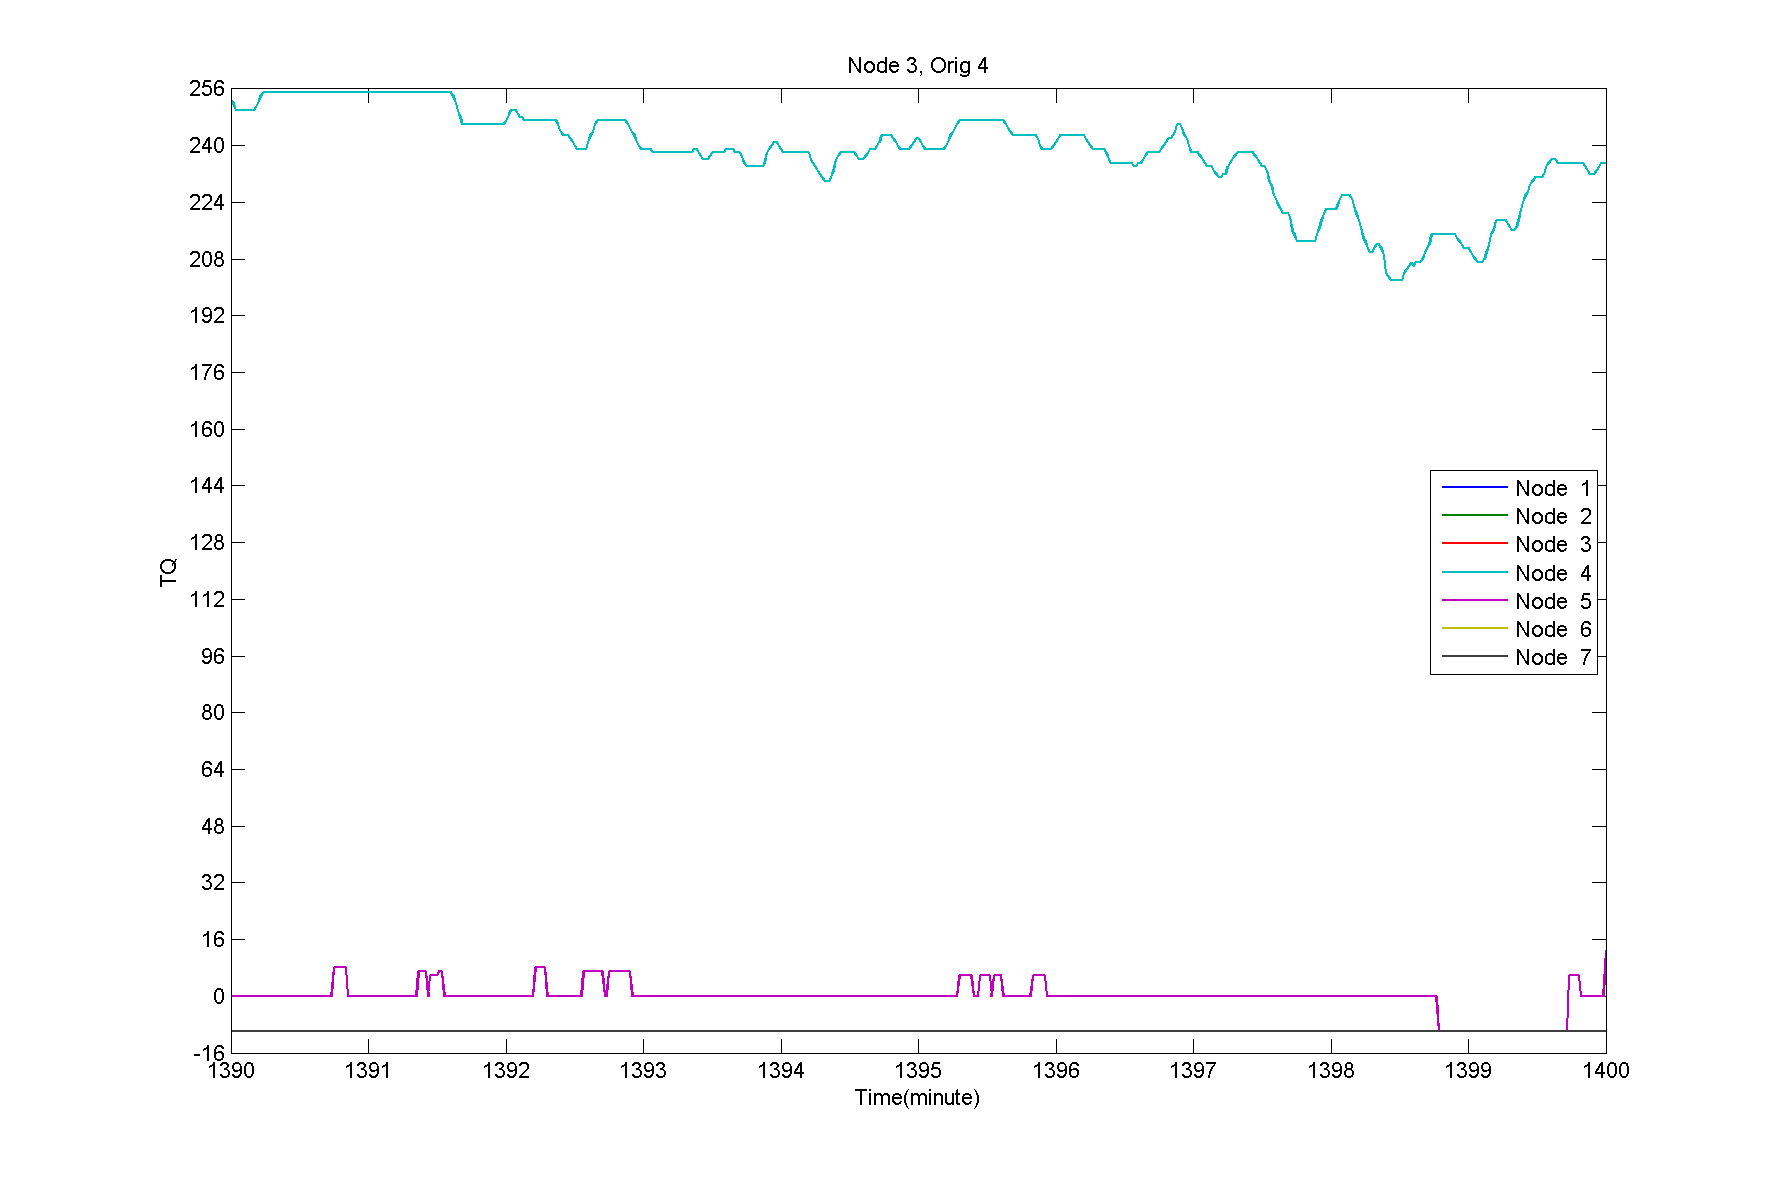 Node 3, Orig 4
256
240
224
208
192
176
160
144
128
112
96
80
64
48
32
16
0
-16
TQ
Node 1
Node 2
Node 3
Node 4
Node 5
Node 6
Node 7
1390 1391 1392 1393 1394 1395 1396 1397 1398 1399 1400
Time(minute)